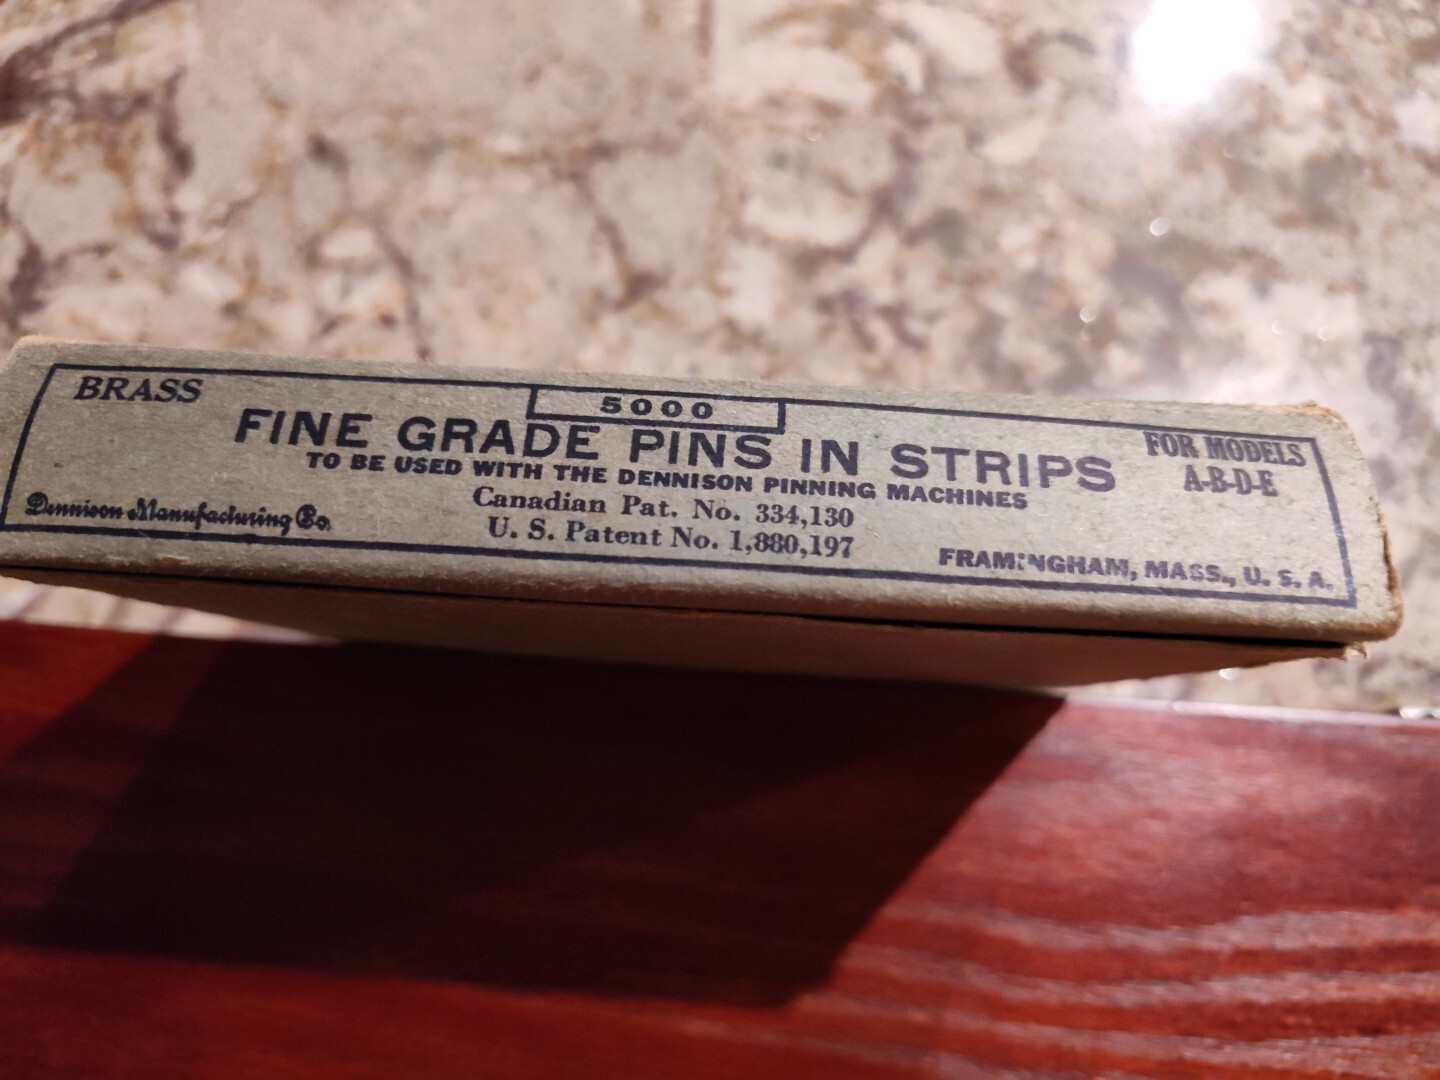 BRASS
5000
FINE GRADE PINS IN STRIPS
FOR MODELS
A-B-D-E
TO BE USED WITH THE DENNISON PINNING MACHINES
Canadian Pat. No. 334,130
U. S. Patent No. 1,880,197
Dennison Manufacturing Co.
FRAMINGHAM, MASS., U. S. A.